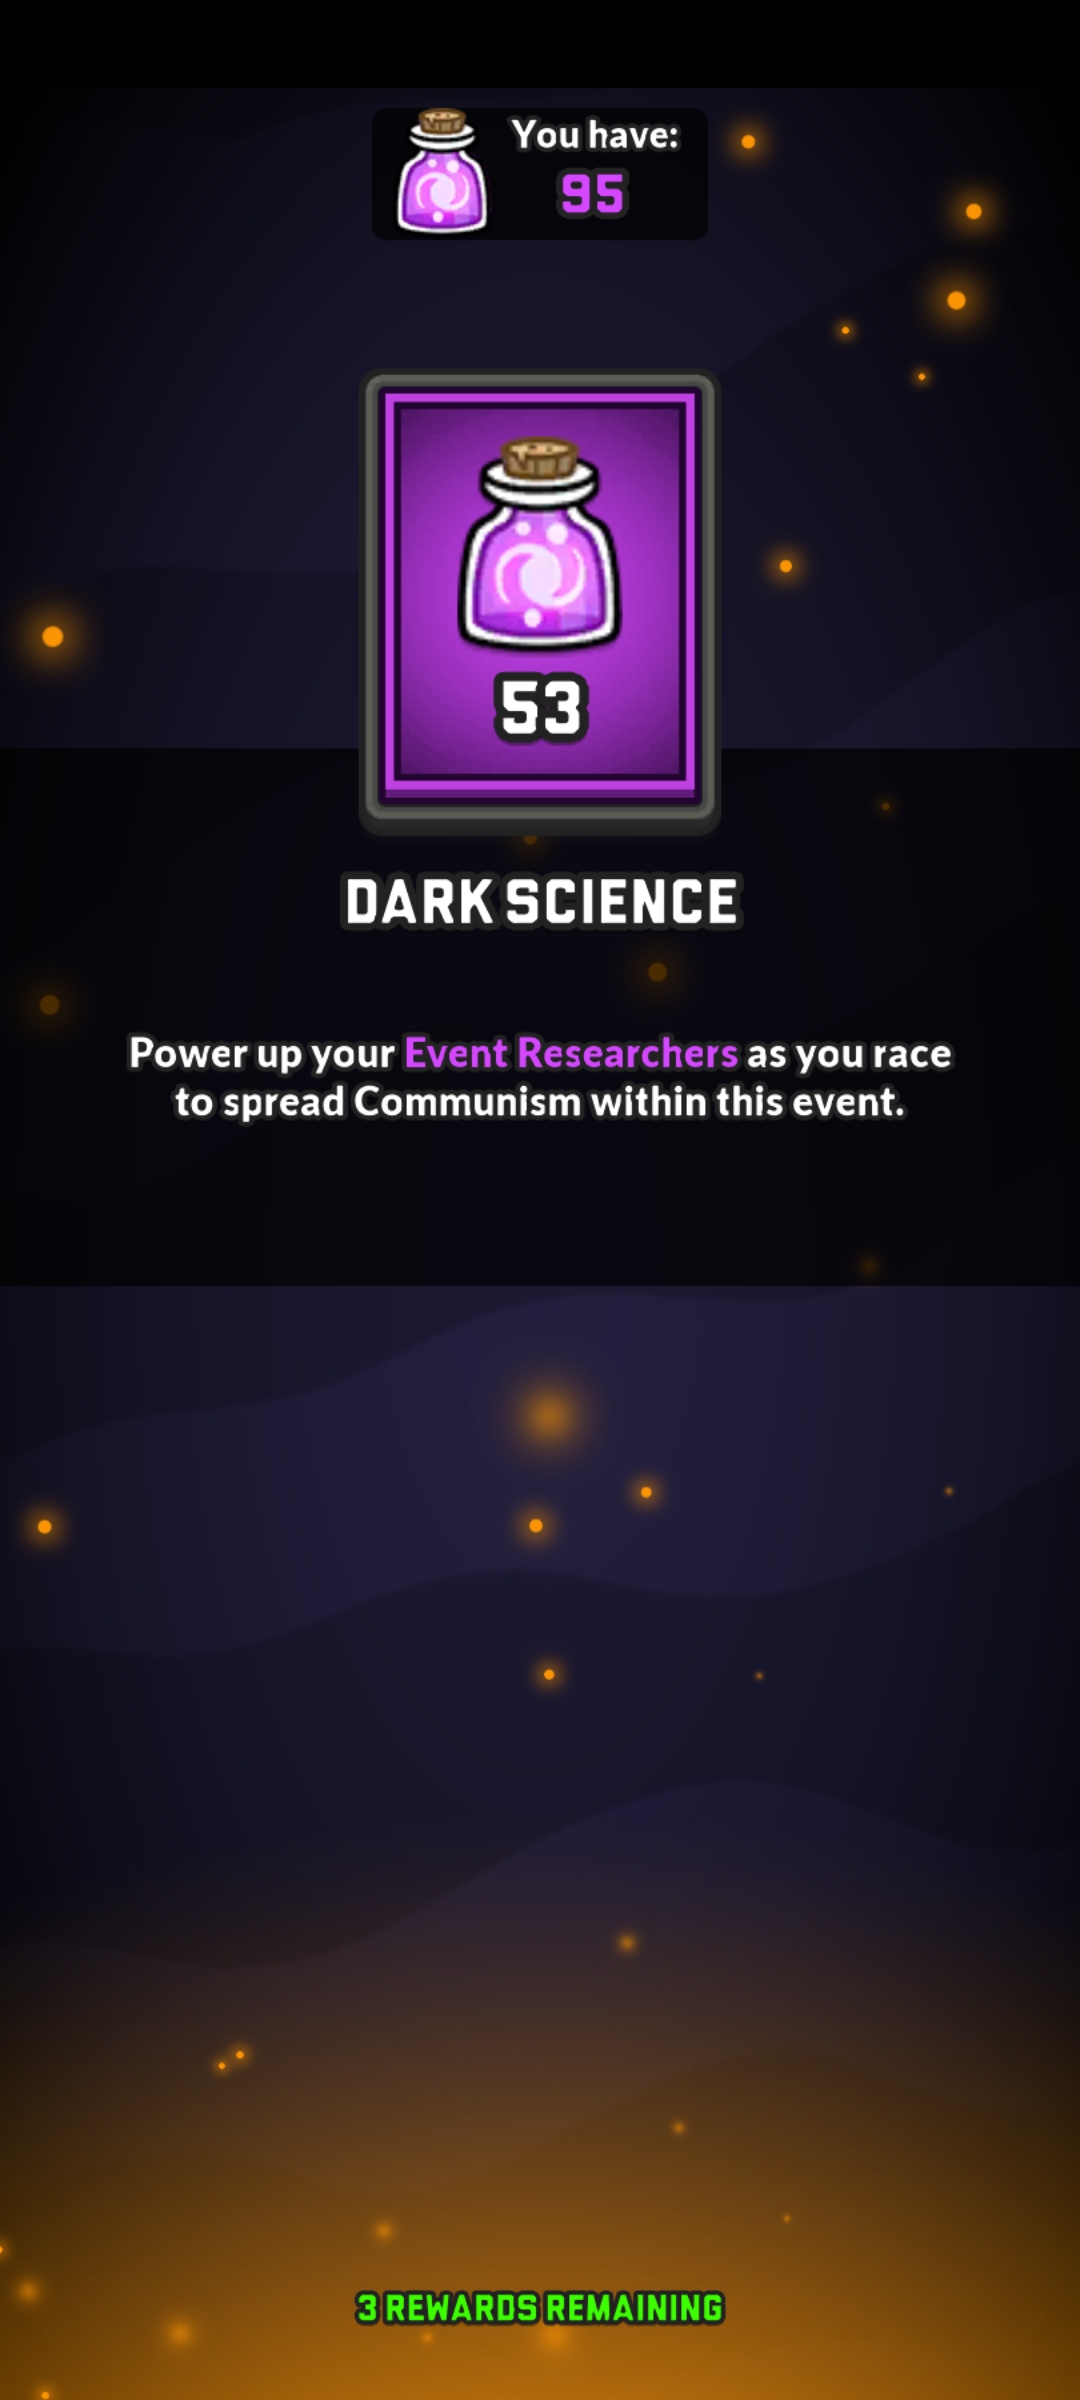 You have:
95
53
DARK SCIENCE
Power up your Event Researchers as you race
to spread Communism within this event.
3 REWARDS REMAINING